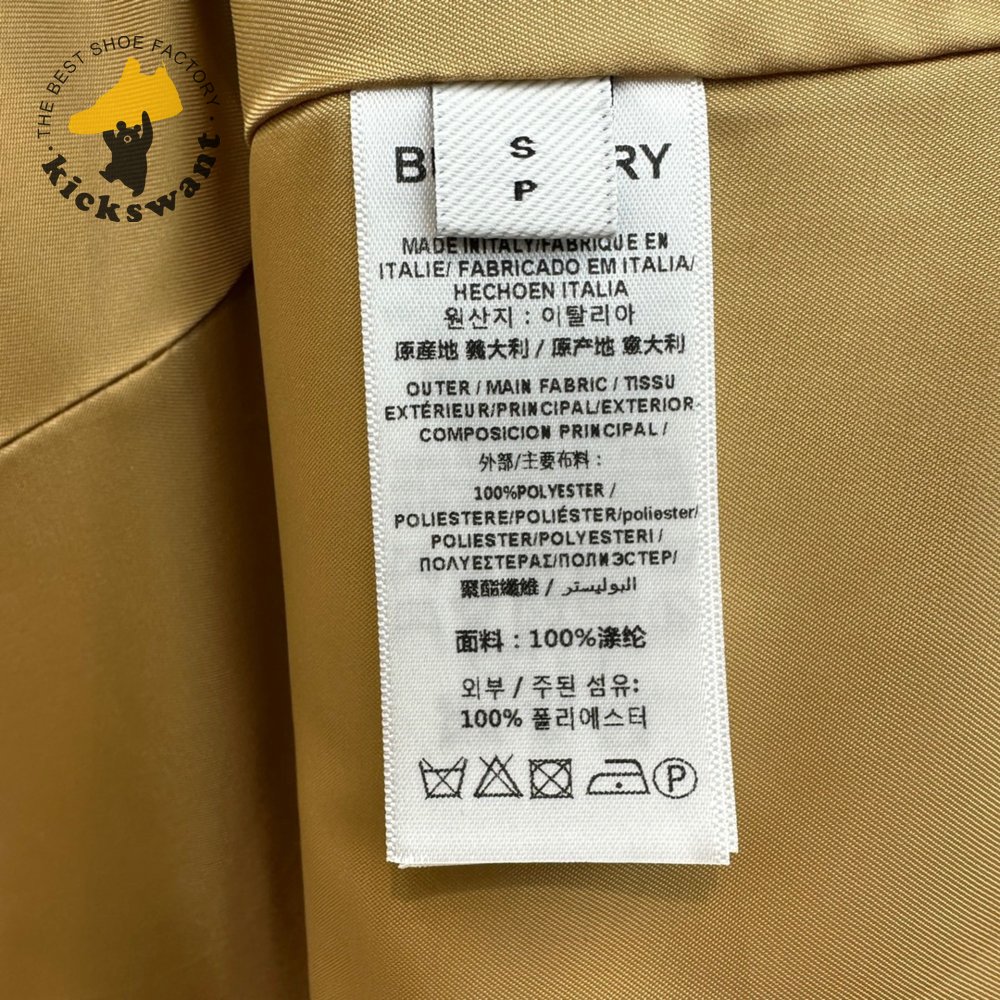 THE BEST SHOE FACTORY
kickswant
S
P
RY
MADE INITALY/FABRIQUE EN
ITALIE/ FABRICADO EM ITALIA/
HECHOEN ITALIA
원산지 : 이탈리아
原産地 義大利 / 原产地 意大利
OUTER / MAIN FABRIC / TISSU
EXTÉRIEUR/PRINCIPAL/EXTERIOR
COMPOSICION PRINCIPAL /
外部/主要布料 :
100%POLYESTER /
POLIESTERE/POLIÉSTER/poliester/
POLIESTER/POLYESTERI /
ΠΟΛΥΕΣΤΕΡΑΣ/ПОЛИЭСТЕР/
聚酯纖維 / البوليستر
面料 : 100%涤纶
외부 / 주된 섬유:
100% 폴리에스터
P